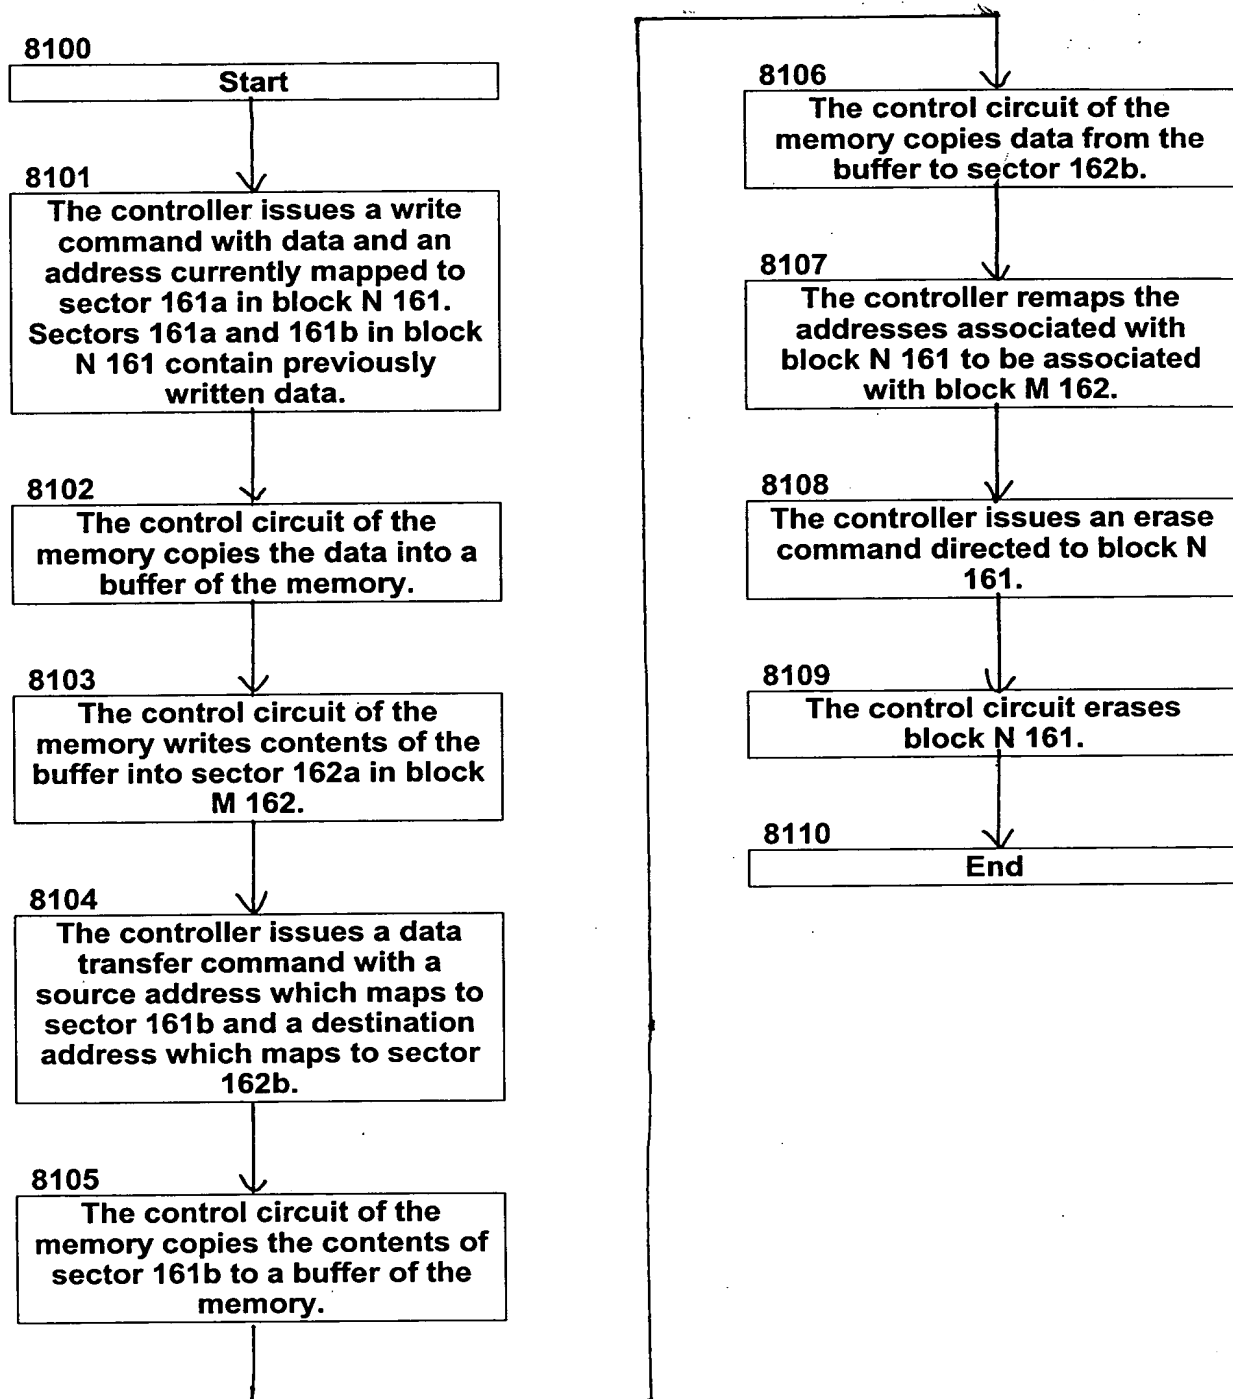 8100
Start
8101
The controller issues a write
command with data and an
address currently mapped to
sector 161a in block N 161.
Sectors 161a and 161b in block
N 161 contain previously
written data.
8102
The control circuit of the
memory copies the data into a
buffer of the memory.
8103
The control circuit of the
memory writes contents of the
buffer into sector 162a in block
M 162.
8104
The controller issues a data
transfer command with a
source address which maps to
sector 161b and a destination
address which maps to sector
162b.
8105
The control circuit of the
memory copies the contents of
sector 161b to a buffer of the
memory.
8106
The control circuit of the
memory copies data from the
buffer to sector 162b.
8107
The controller remaps the
addresses associated with
block N 161 to be associated
with block M 162.
8108
The controller issues an erase
command directed to block N
161.
8109
The control circuit erases
block N 161.
8110
End